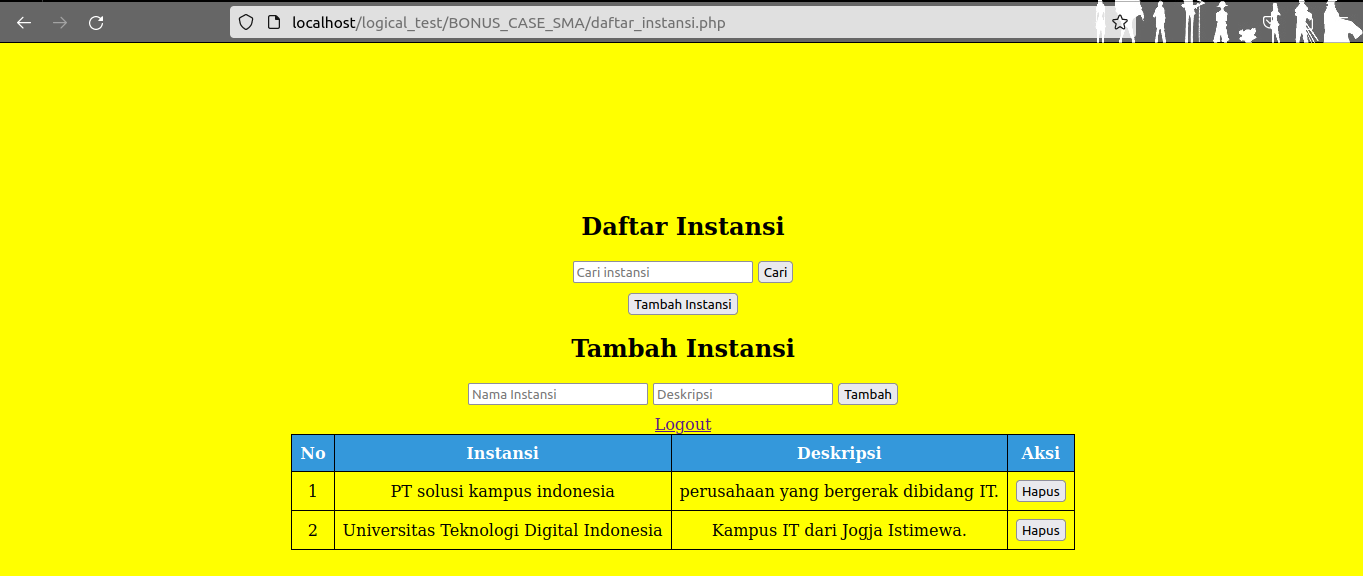 localhost/logical_test/BONUS_CASE_SMA/daftar_instansi.php
Daftar Instansi
Cari instansi Cari
Tambah Instansi
Tambah Instansi
Nama Instansi Deskripsi Tambah
Logout
No Instansi Deskripsi Aksi
1 PT solusi kampus indonesia perusahaan yang bergerak dibidang IT. Hapus
2 Universitas Teknologi Digital Indonesia Kampus IT dari Jogja Istimewa. Hapus